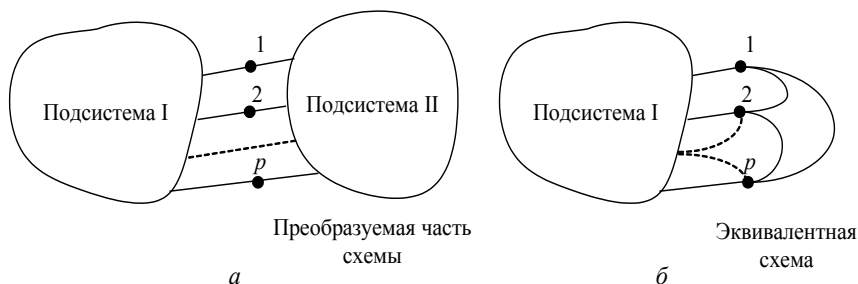 1
Подсистема I
2
Подсистема II
p
Преобразуемая часть
схемы
а
1
Подсистема I
2
p
Эквивалентная
схема
б